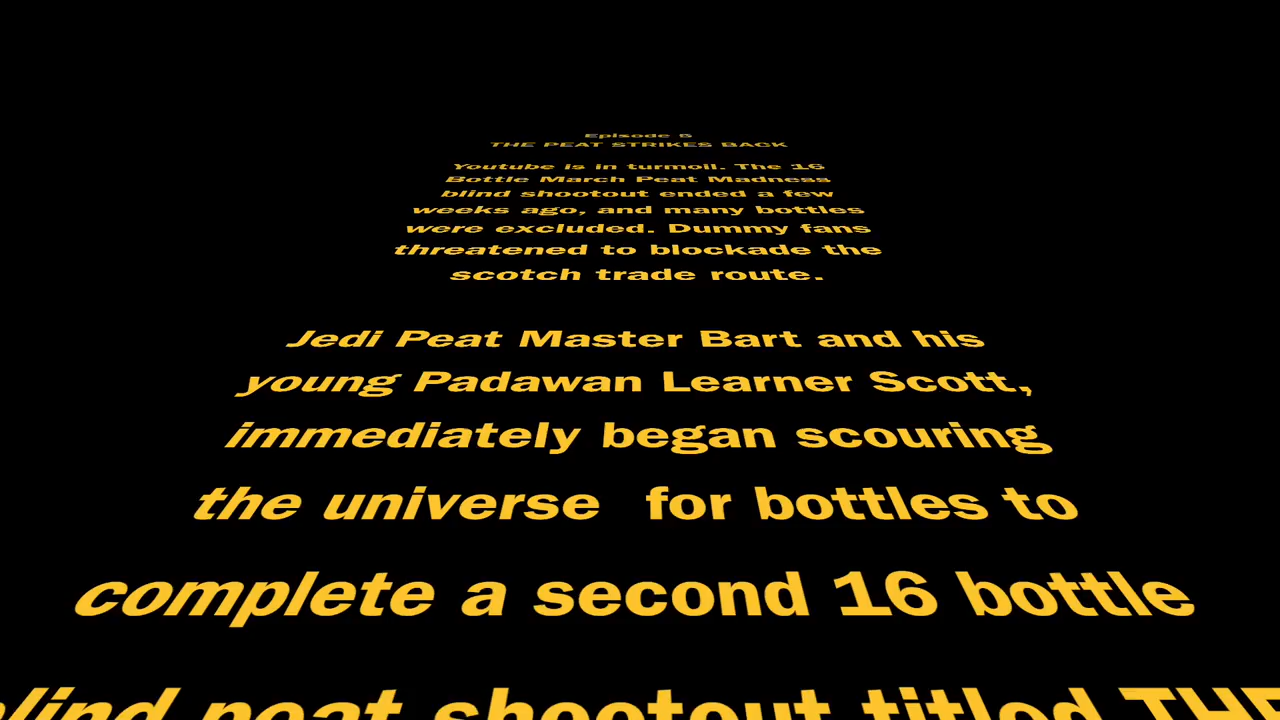 Episode 5
THE PEAT STRIKES BACK
Youtube is in turmoil. The 16
Bottle March Peat Madness
blind shootout ended a few
weeks ago, and many bottles
were excluded. Dummy fans
threatened to blockade the
scotch trade route.
Jedi Peat Master Bart and his
young Padawan Learner Scott,
immediately began scouring
the universe for bottles to
complete a second 16 bottle
blind peat shootout titled THE